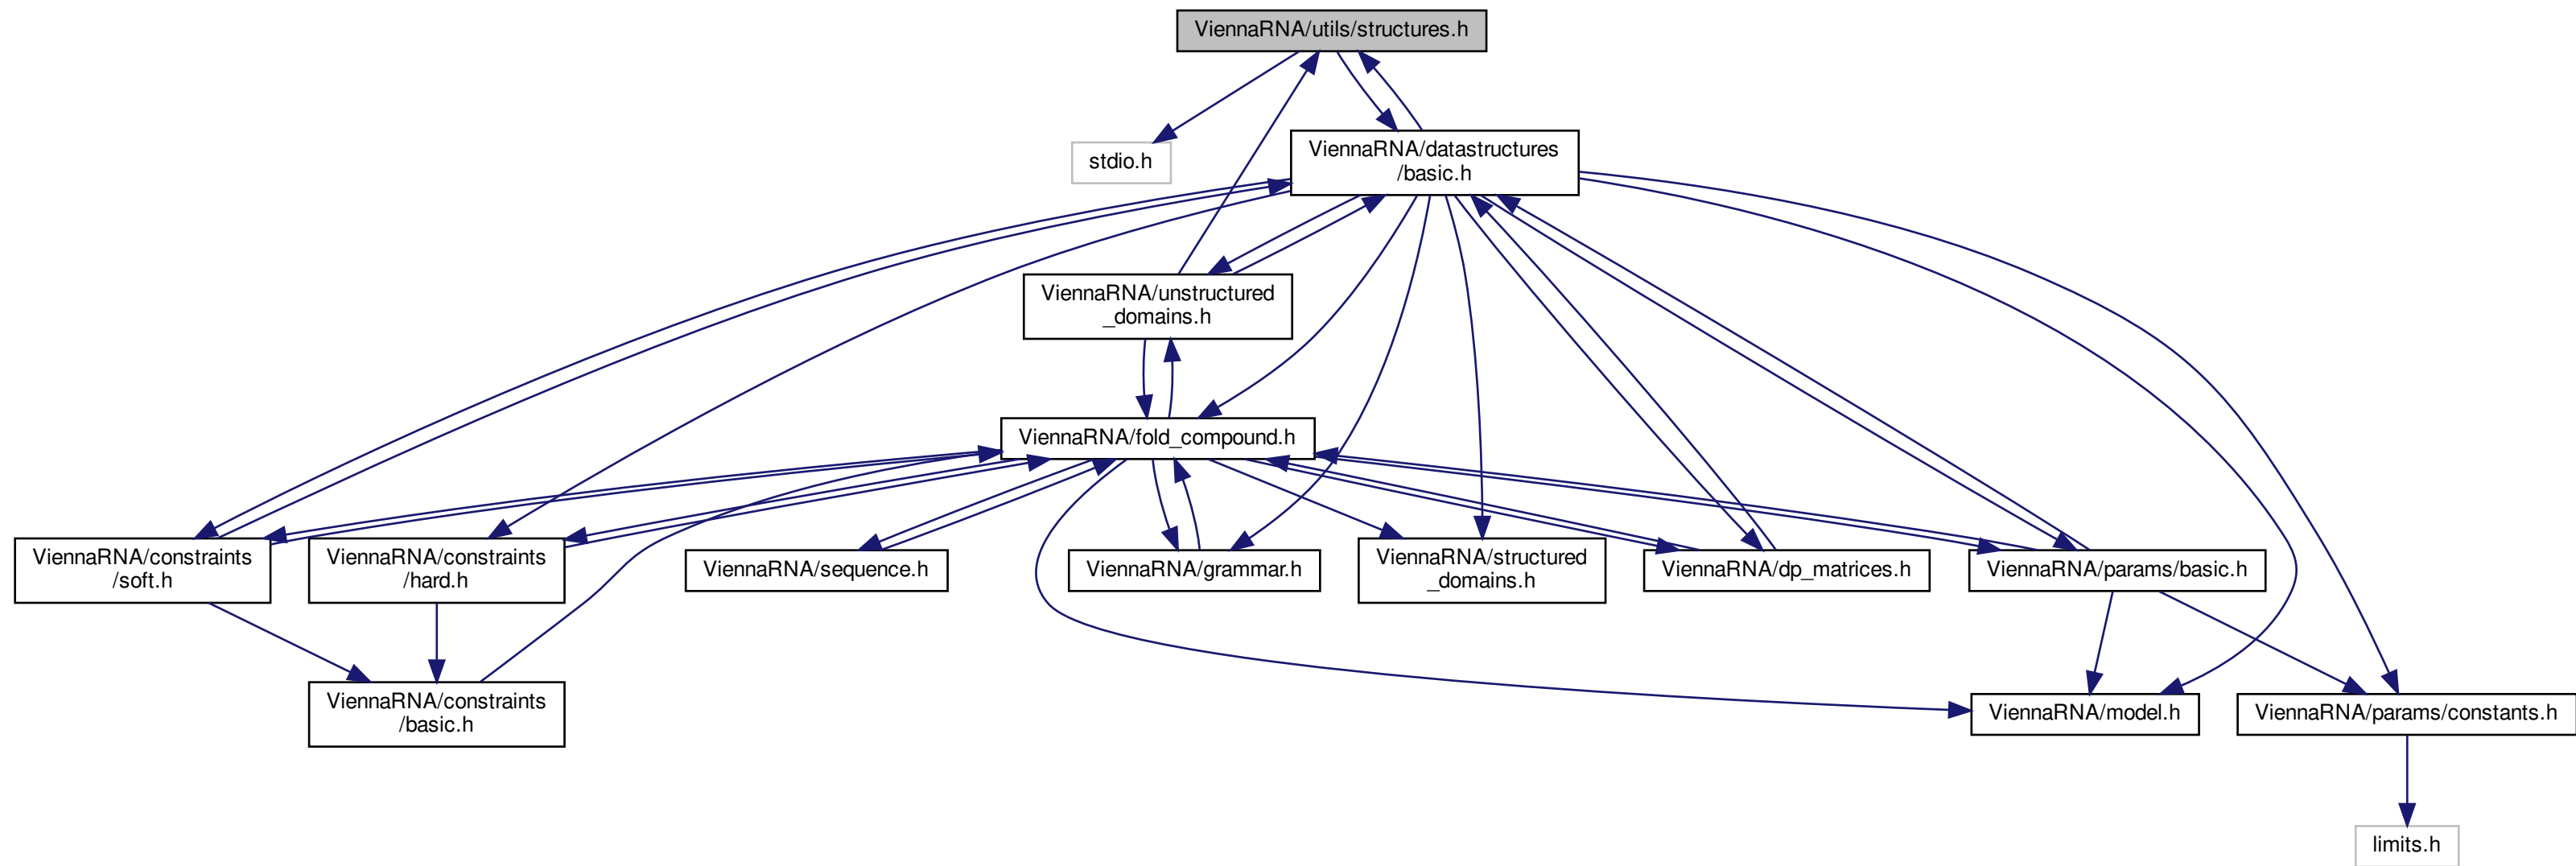 ViennaRNA/utils/structures.h
stdio.h
ViennaRNA/datastructures
/basic.h
ViennaRNA/unstructured
_domains.h
ViennaRNA/fold_compound.h
ViennaRNA/constraints
/soft.h
ViennaRNA/constraints
/hard.h
ViennaRNA/sequence.h
ViennaRNA/grammar.h
ViennaRNA/structured
_domains.h
ViennaRNA/dp_matrices.h
ViennaRNA/params/basic.h
ViennaRNA/constraints
/basic.h
ViennaRNA/model.h
ViennaRNA/params/constants.h
limits.h